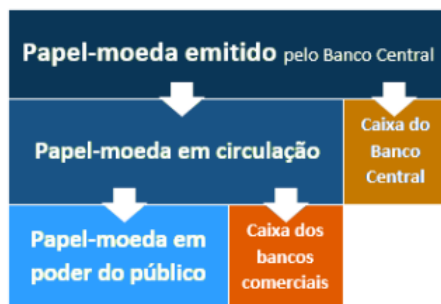 Papel-moeda emitido pelo Banco Central
Papel-moeda em circulação
Caixa do
Banco
Central
Papel-moeda em
poder do público
Caixa dos
bancos
comerciais